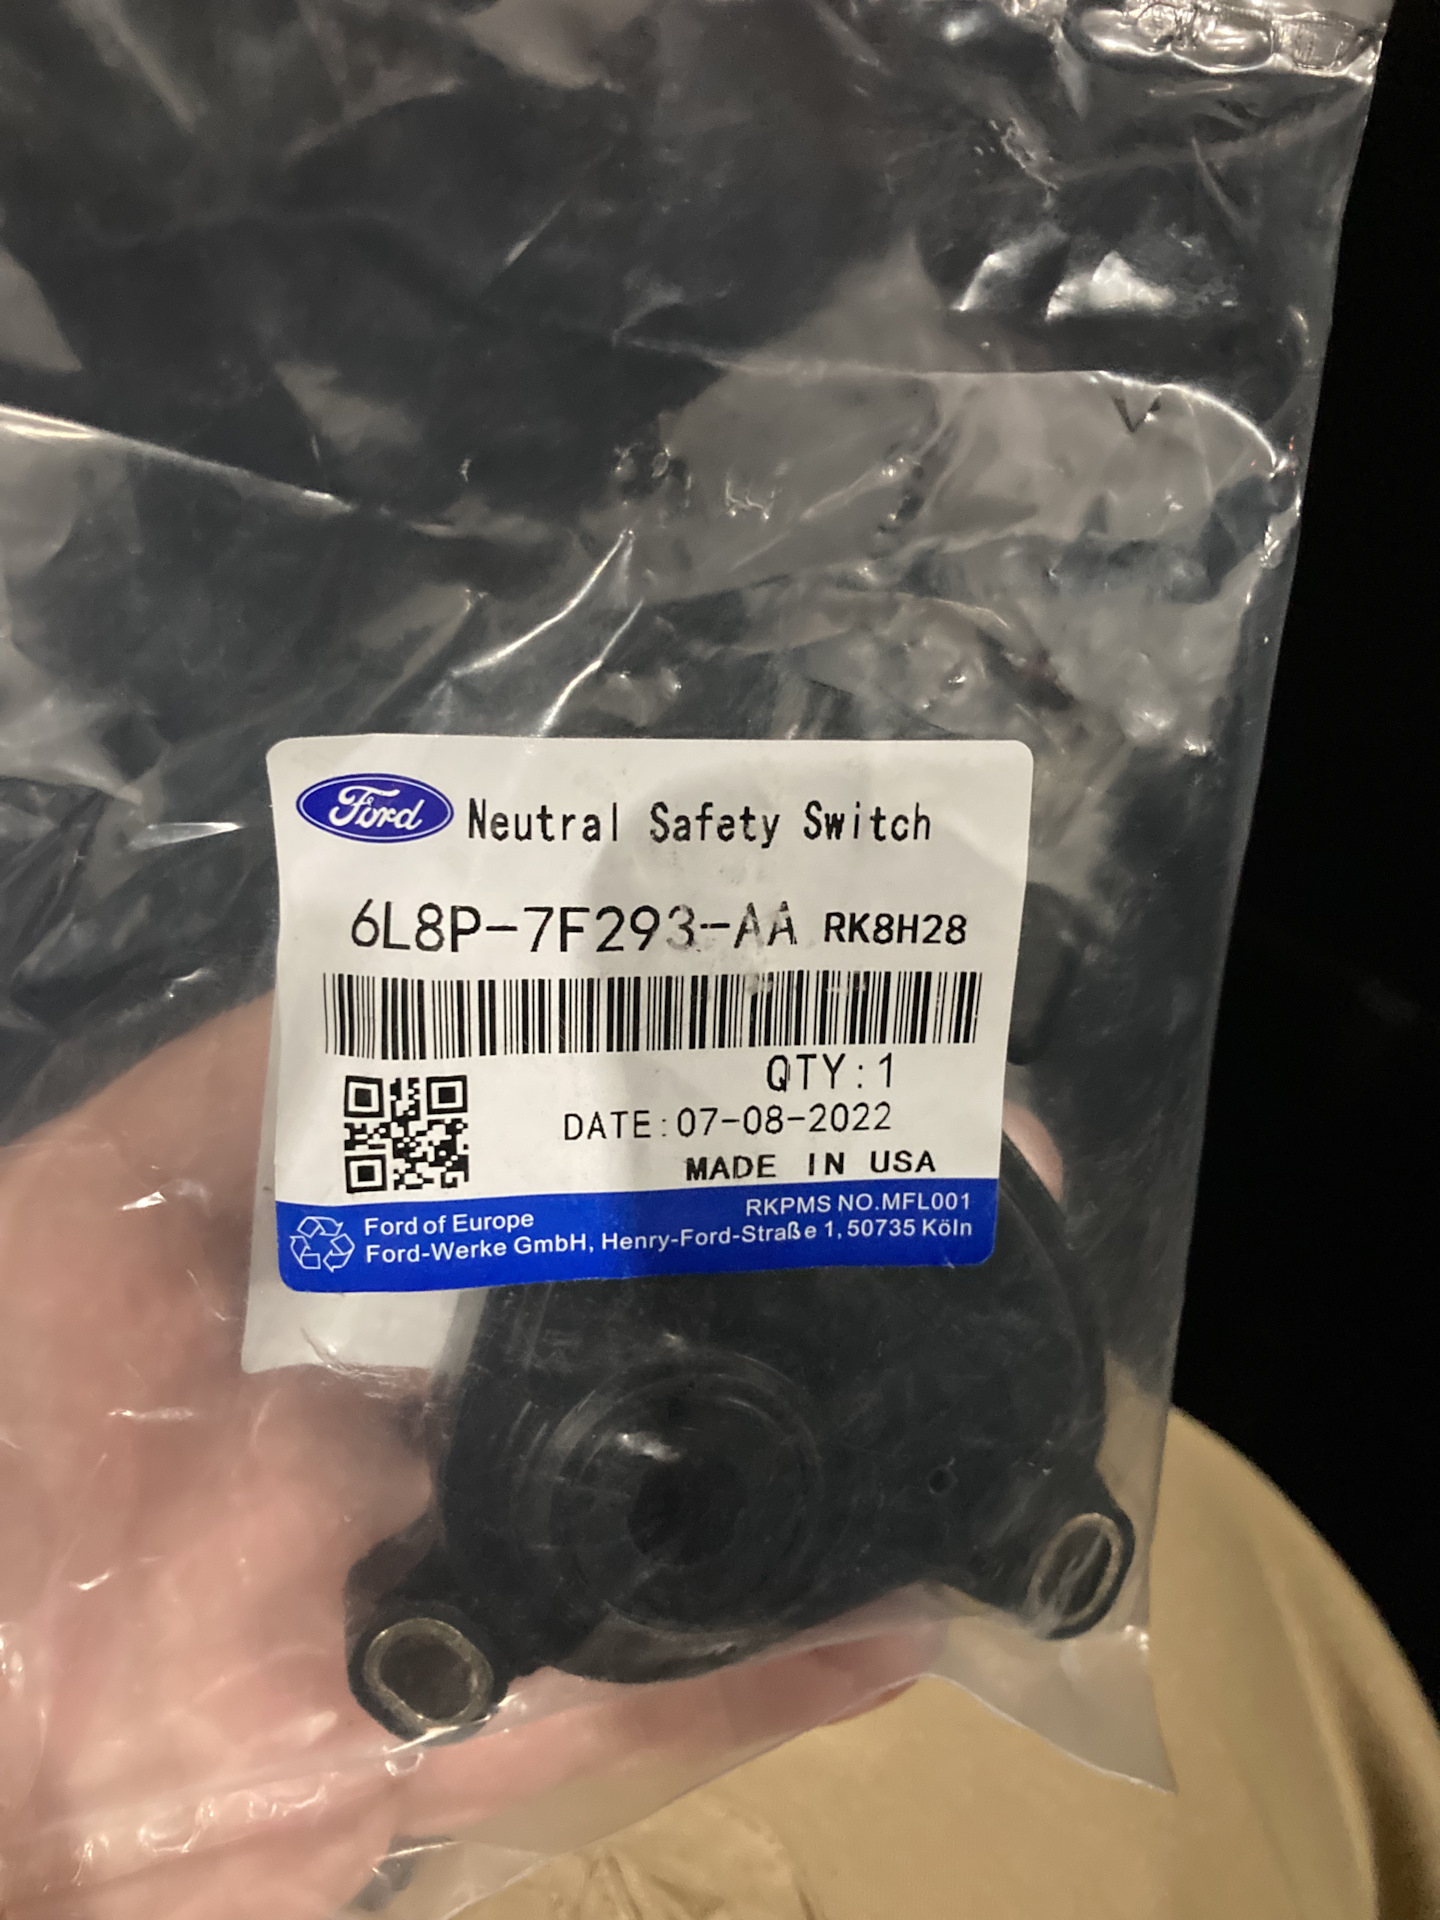 Ford Neutral Safety Switch
6L8P-7F293-AA RK8H28
QTY:1
DATE:07-08-2022
MADE IN USA
RKPMS NO.MFL001
Ford of Europe
Ford-Werke GmbH, Henry-Ford-Straße 1, 50735 Köln